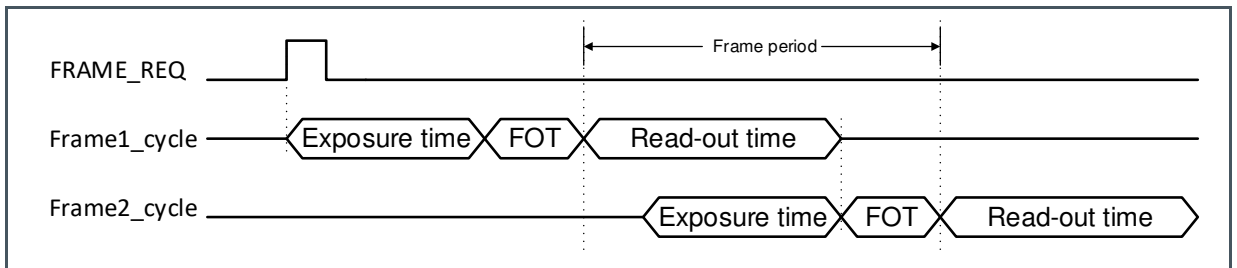 Frame period
FRAME_REQ
Frame1_cycle Exposure time FOT Read-out time
Frame2_cycle Exposure time FOT Read-out time